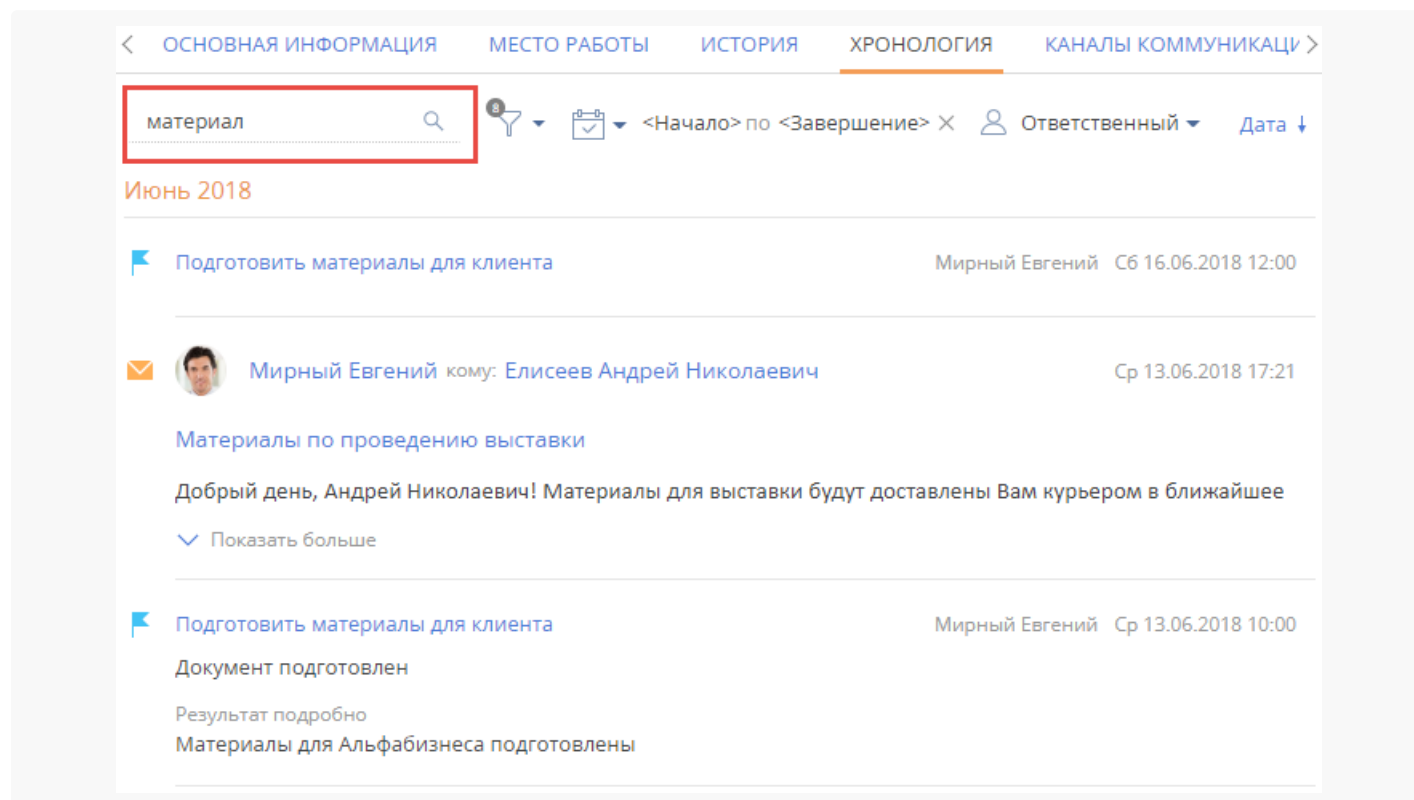 ОСНОВНАЯ ИНФОРМАЦИЯ МЕСТО РАБОТЫ ИСТОРИЯ ХРОНОЛОГИЯ КАНАЛЫ КОММУНИКАЦИ
материал 8 <Начало> по <Завершение> Ответственный Дата
Июнь 2018
Подготовить материалы для клиента Мирный Евгений Сб 16.06.2018 12:00
Мирный Евгений кому: Елисеев Андрей Николаевич Ср 13.06.2018 17:21
Материалы по проведению выставки
Добрый день, Андрей Николаевич! Материалы для выставки будут доставлены Вам курьером в ближайшее
Показать больше
Подготовить материалы для клиента Мирный Евгений Ср 13.06.2018 10:00
Документ подготовлен
Результат подробно
Материалы для Альфабизнеса подготовлены